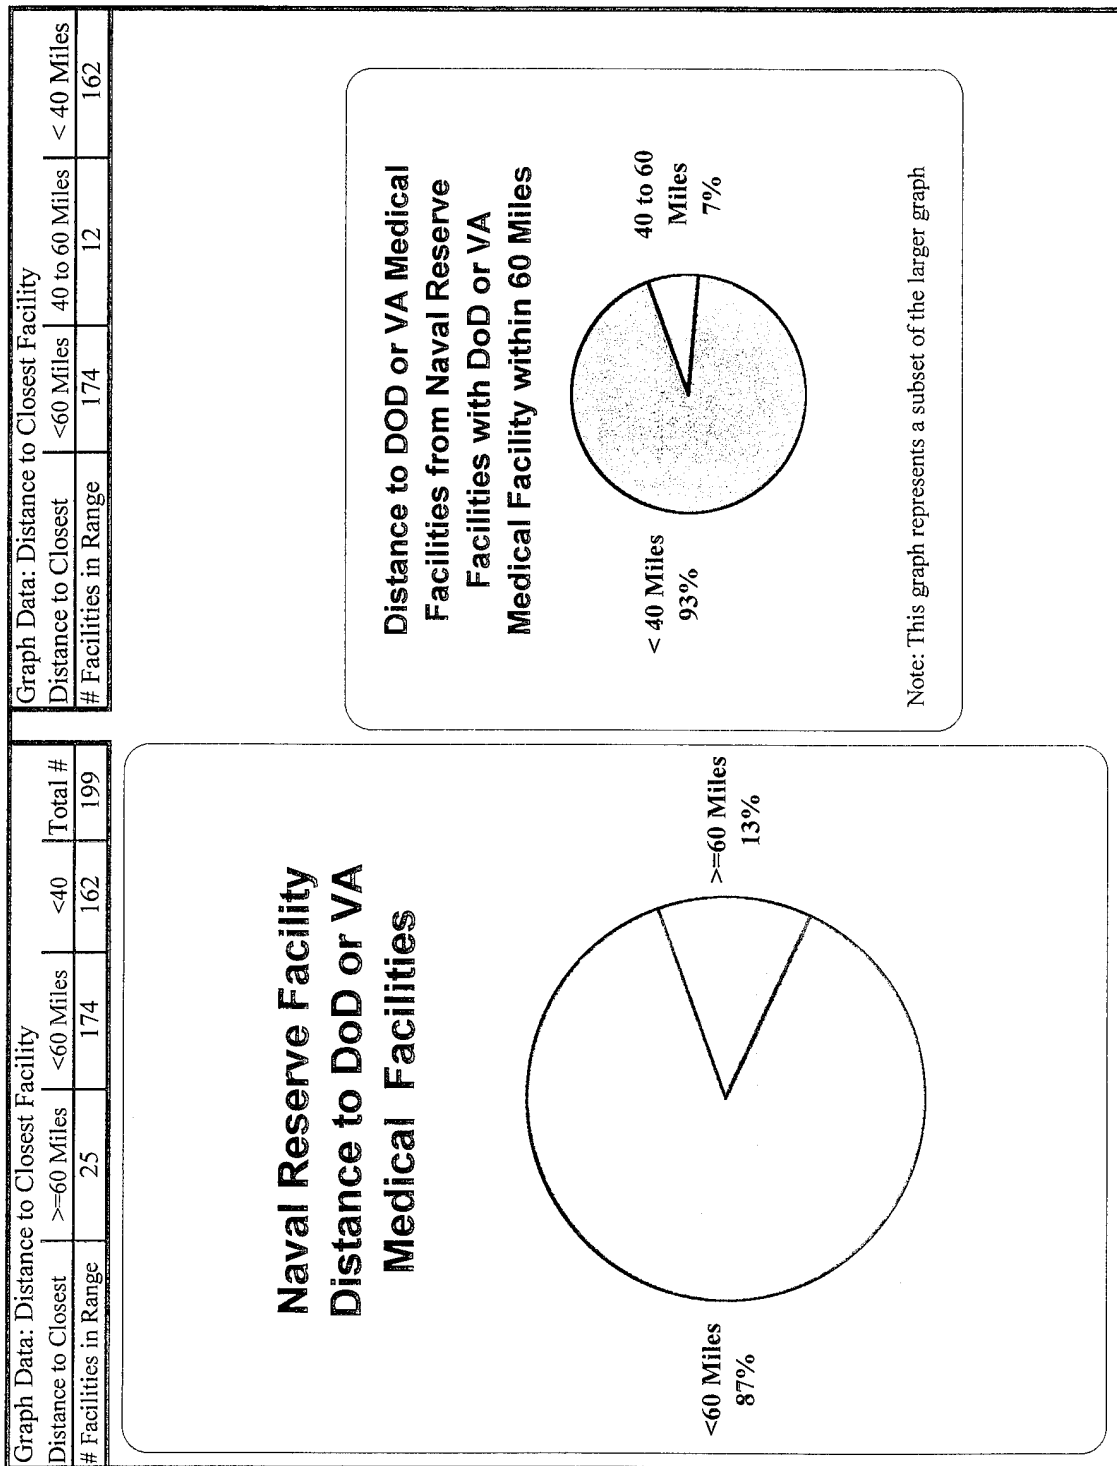 Graph Data: Distance to Closest Facility
Distance to Closest >=60 Miles <60 Miles <40 Total #
# Facilities in Range 25 174 162 199
Graph Data: Distance to Closest Facility
Distance to Closest <60 Miles 40 to 60 Miles < 40 Miles
# Facilities in Range 174 12 162
Naval Reserve Facility
Distance to DoD or VA
Medical Facilities
<60 Miles
87%
>=60 Miles
13%
Distance to DOD or VA Medical
Facilities from Naval Reserve
Facilities with DoD or VA
Medical Facility within 60 Miles
< 40 Miles
93%
40 to 60
Miles
7%
Note: This graph represents a subset of the larger graph